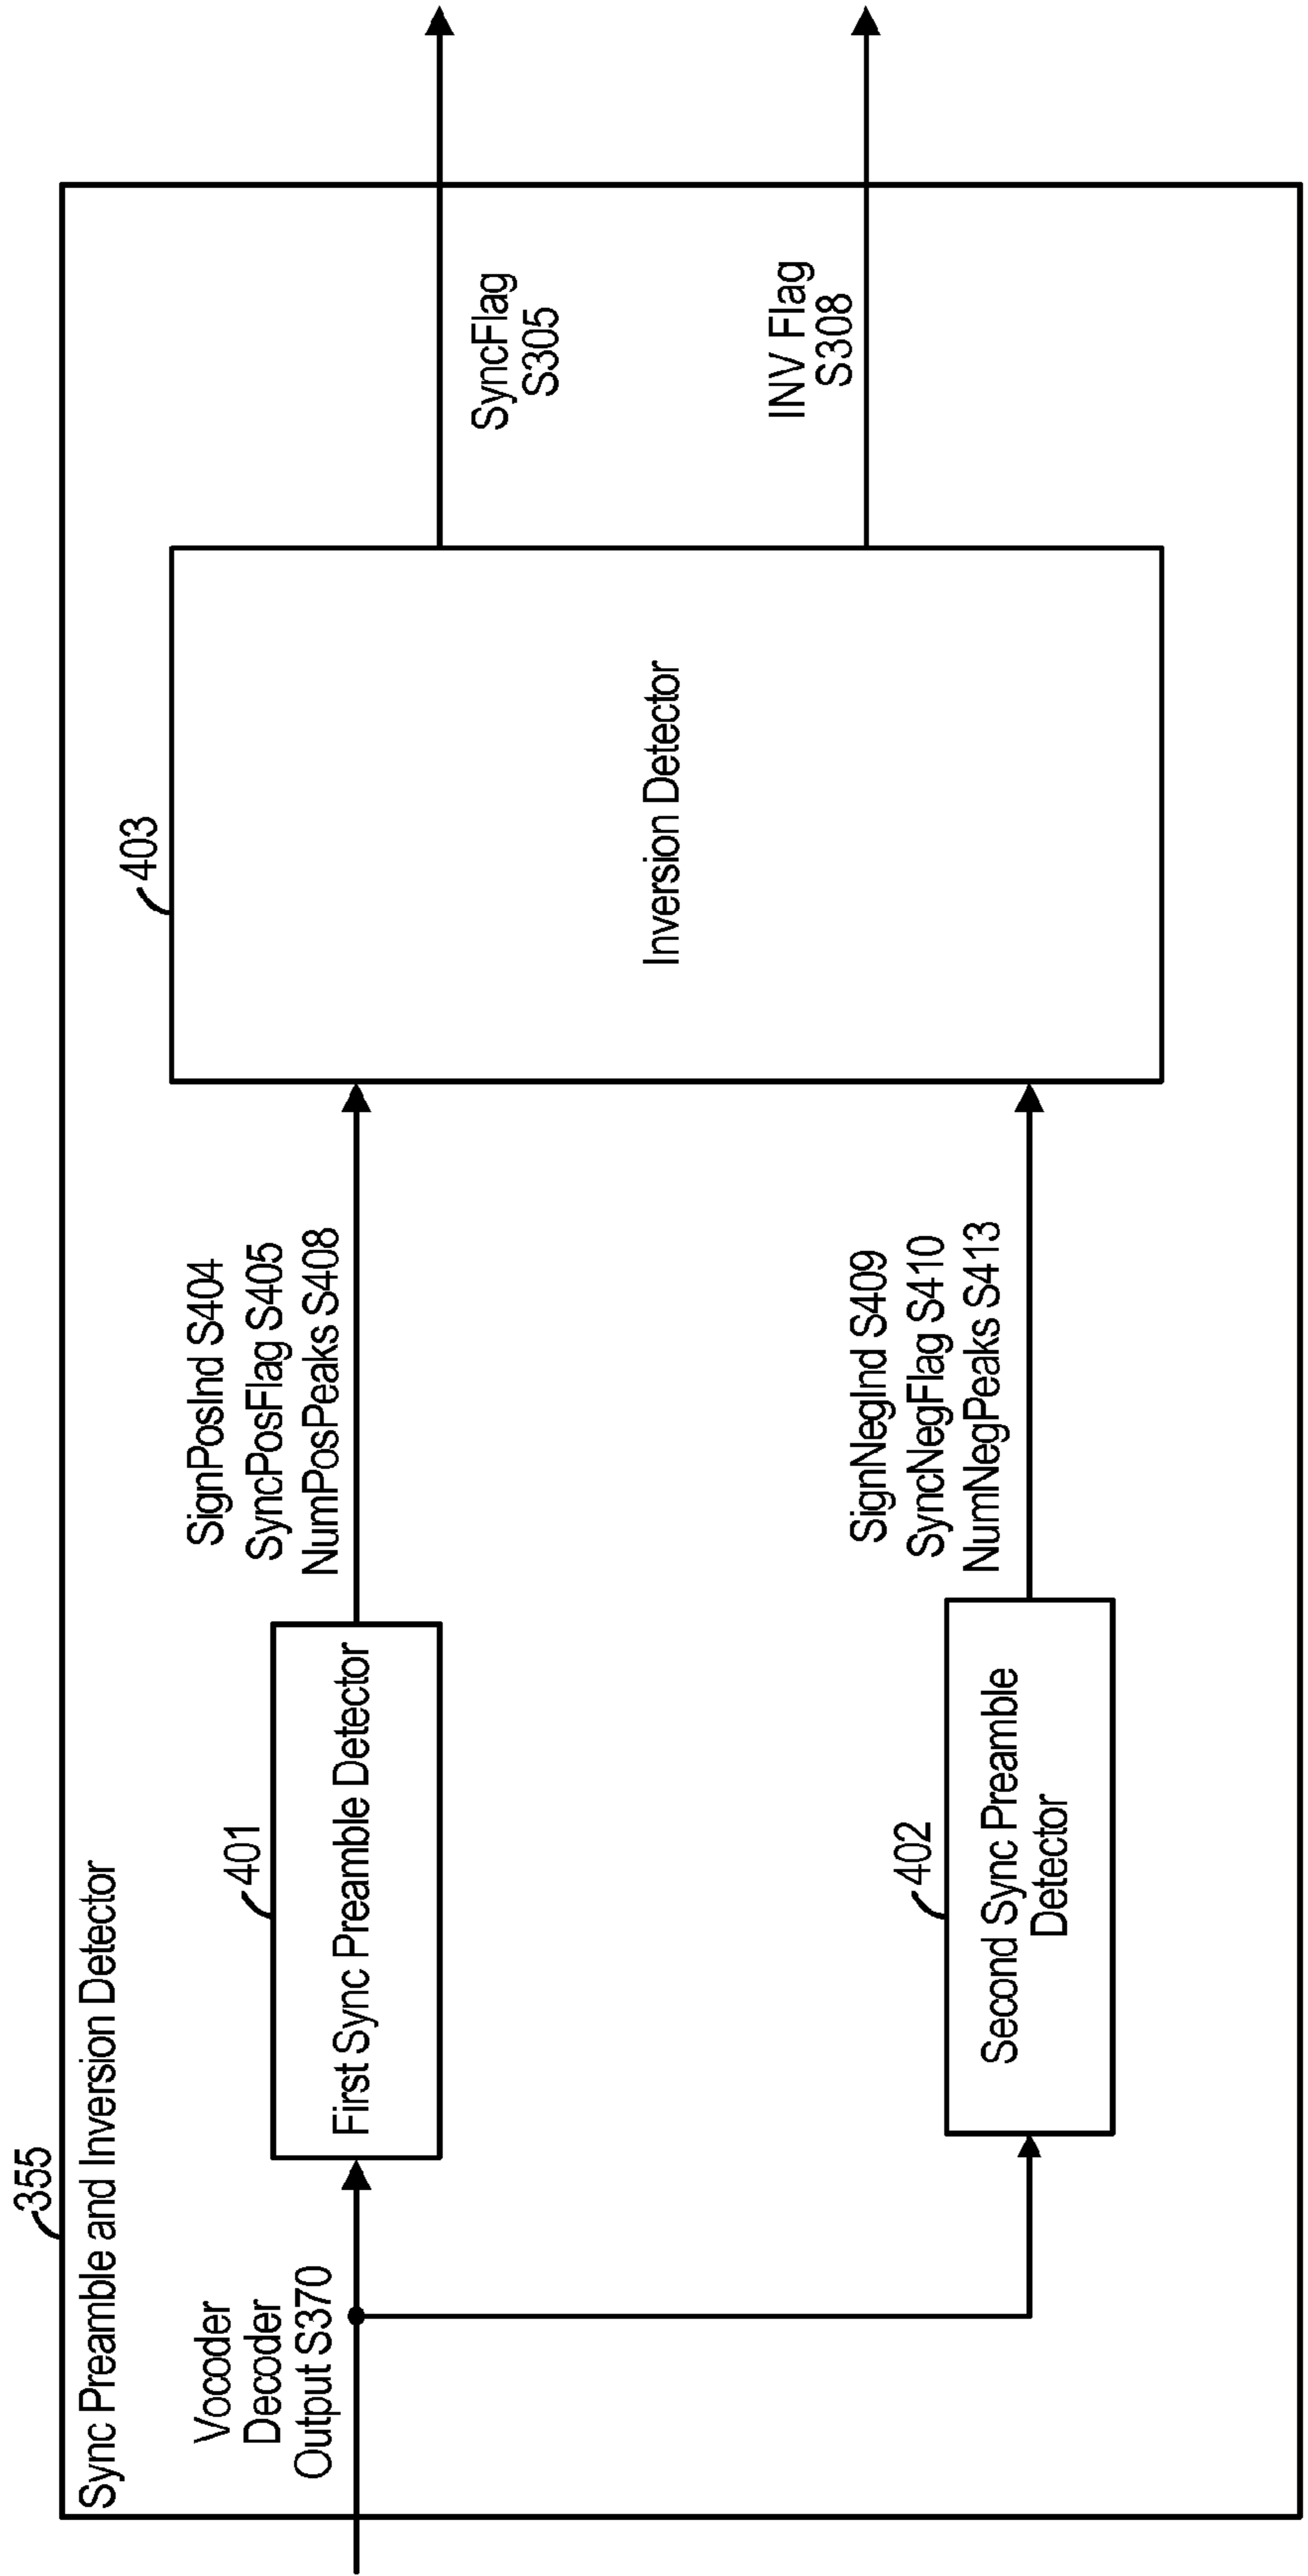 355
Sync Preamble and Inversion Detector
Vocoder
Decoder
Output S370
401
First Sync Preamble Detector
SignPosInd S404
SyncPosFlag S405
NumPosPeaks S408
402
Second Sync Preamble
Detector
SignNegInd S409
SyncNegFlag S410
NumNegPeaks S413
403
Inversion Detector
SyncFlag
S305
INV Flag
S308